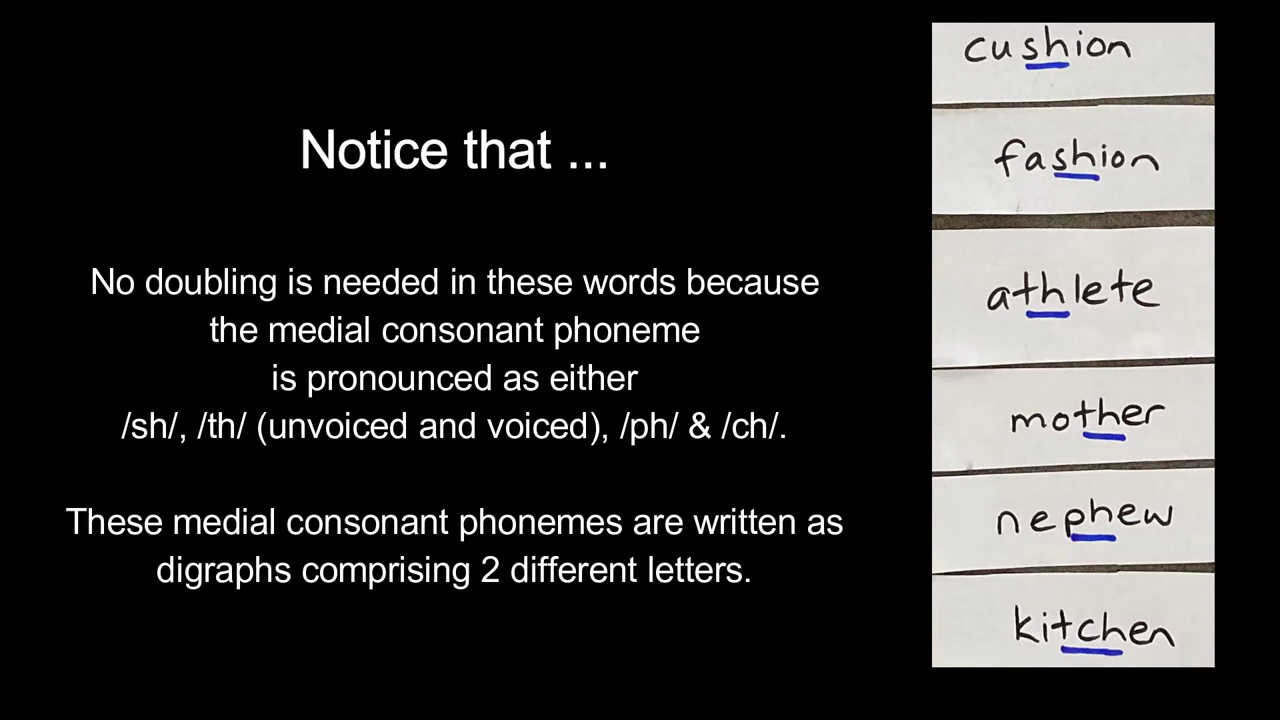 Notice that ...
No doubling is needed in these words because
the medial consonant phoneme
is pronounced as either
/sh/, /th/ (unvoiced and voiced), /ph/ & /ch/.
These medial consonant phonemes are written as
digraphs comprising 2 different letters.
cushion
fashion
athlete
mother
nephew
kitchen